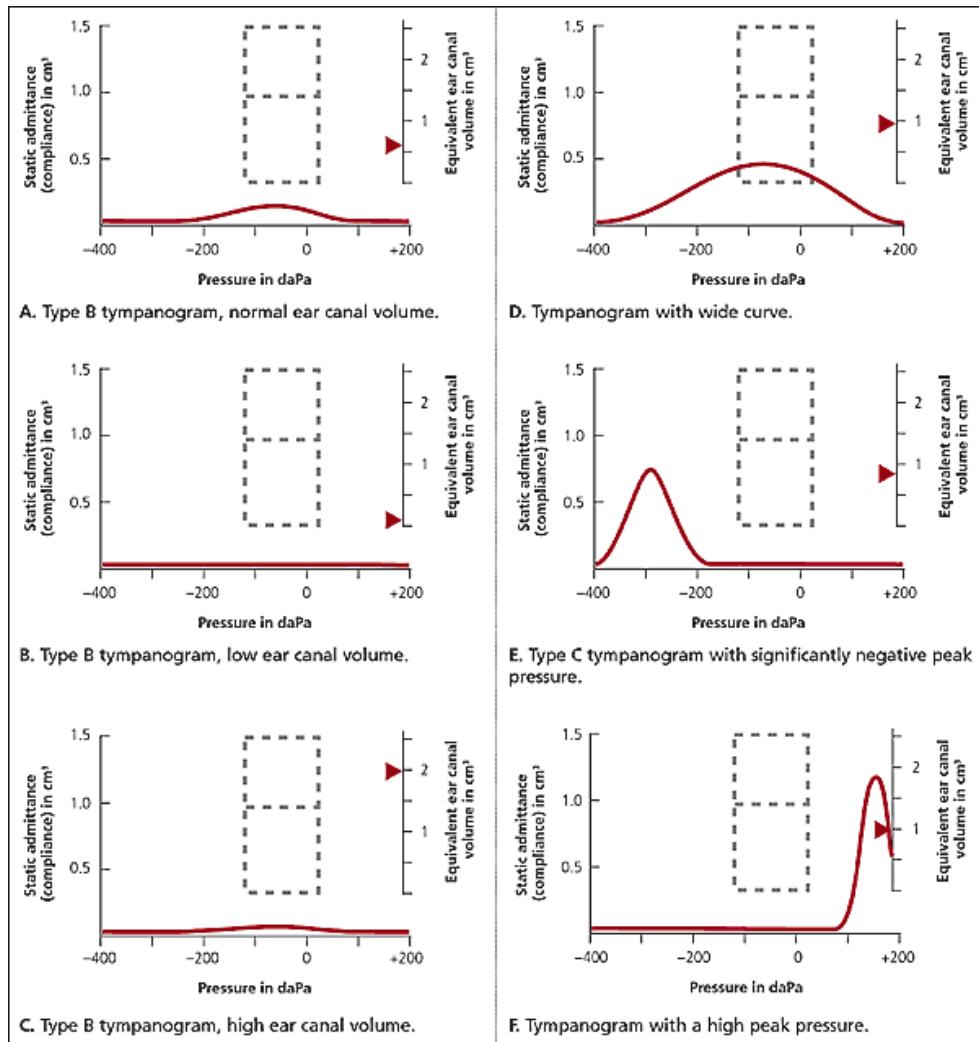 1.5
1.0
0.5
Static admittance
(compliance) in cm³
2
1
Equivalent ear canal
volume in cm³
−400
−200
0
+200
Pressure in daPa
A. Type B tympanogram, normal ear canal volume.
1.5
1.0
0.5
Static admittance
(compliance) in cm³
2
1
Equivalent ear canal
volume in cm³
−400
−200
0
+200
Pressure in daPa
D. Tympanogram with wide curve.
1.5
1.0
0.5
Static admittance
(compliance) in cm³
2
1
Equivalent ear canal
volume in cm³
−400
−200
0
+200
Pressure in daPa
B. Type B tympanogram, low ear canal volume.
1.5
1.0
0.5
Static admittance
(compliance) in cm³
2
1
Equivalent ear canal
volume in cm³
−400
−200
0
+200
Pressure in daPa
E. Type C tympanogram with significantly negative peak
pressure.
1.5
1.0
0.5
Static admittance
(compliance) in cm³
2
1
Equivalent ear canal
volume in cm³
−400
−200
0
+200
Pressure in daPa
C. Type B tympanogram, high ear canal volume.
1.5
1.0
0.5
Static admittance
(compliance) in cm³
2
1
Equivalent ear canal
volume in cm³
−400
−200
0
+200
Pressure in daPa
F. Tympanogram with a high peak pressure.